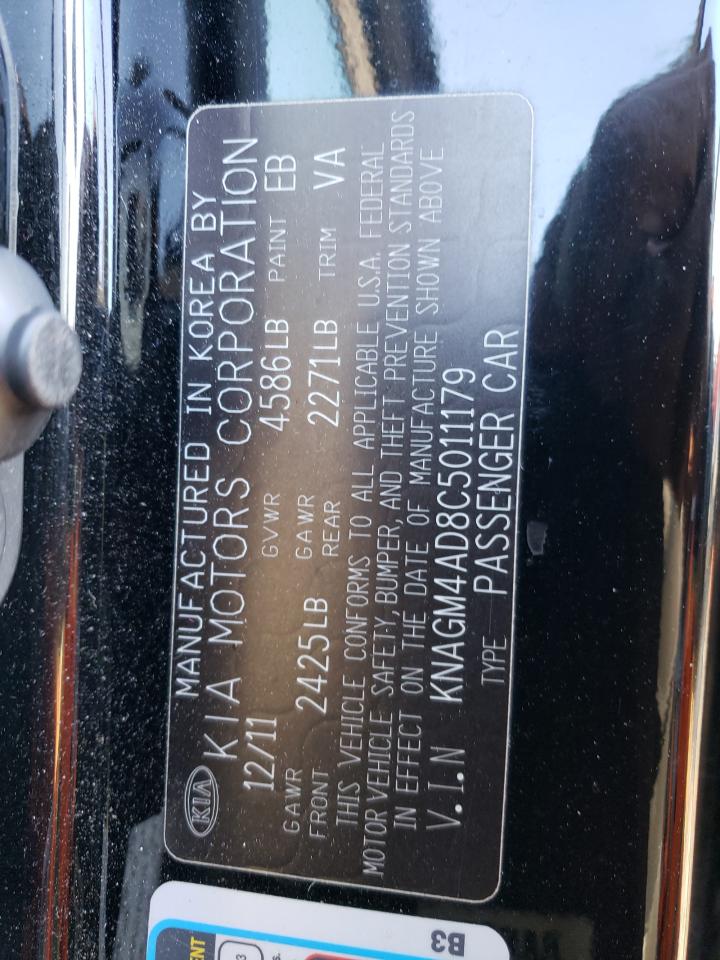 KIA MANUFACTURED IN KOREA BY
KIA MOTORS CORPORATION
12/11 GVWR 4586LB PAINT EB
GAWR FRONT 2425LB GAWR REAR 2271LB TRIM VA
THIS VEHICLE CONFORMS TO ALL APPLICABLE U.S.A. FEDERAL
MOTOR VEHICLE SAFETY, BUMPER, AND THEFT PREVENTION STANDARDS
IN EFFECT ON THE DATE OF MANUFACTURE SHOWN ABOVE
V.I.N KNAGM4AD8C5011179
TYPE PASSENGER CAR
B3